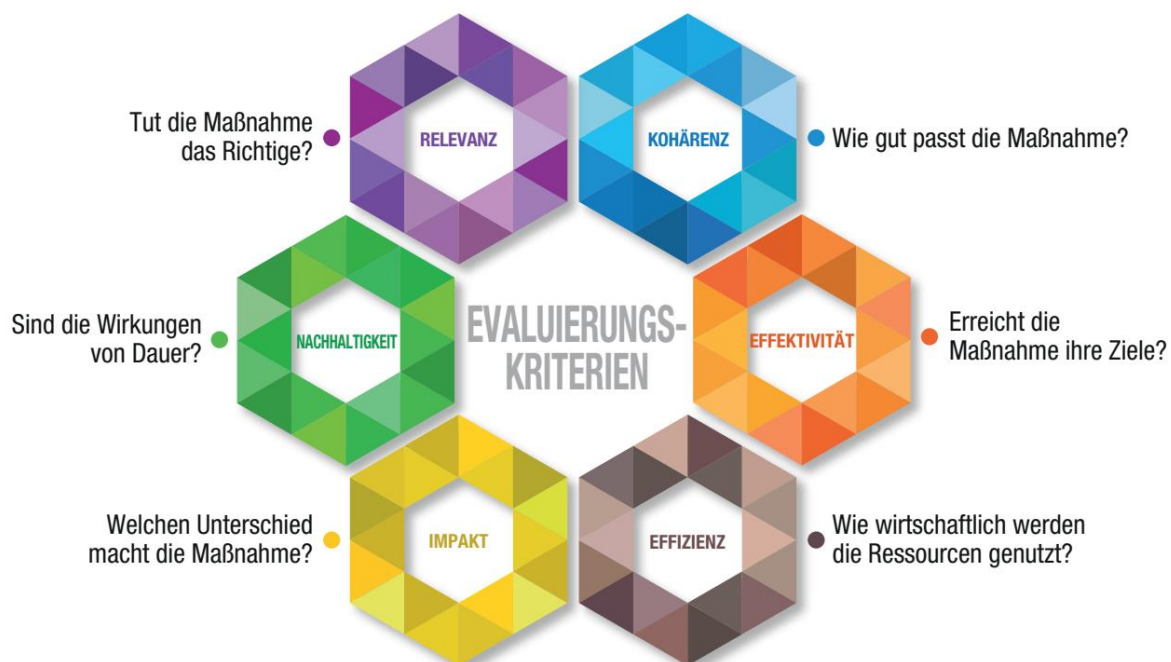 Tut die Maßnahme
das Richtige?
RELEVANZ
KOHÄRENZ
Wie gut passt die Maßnahme?
Sind die Wirkungen
von Dauer?
NACHHALTIGKEIT
EVALUIERUNGS-
KRITERIEN
EFFEKTIVITÄT
Erreicht die
Maßnahme ihre Ziele?
Welchen Unterschied
macht die Maßnahme?
IMPAKT
EFFIZIENZ
Wie wirtschaftlich werden
die Ressourcen genutzt?